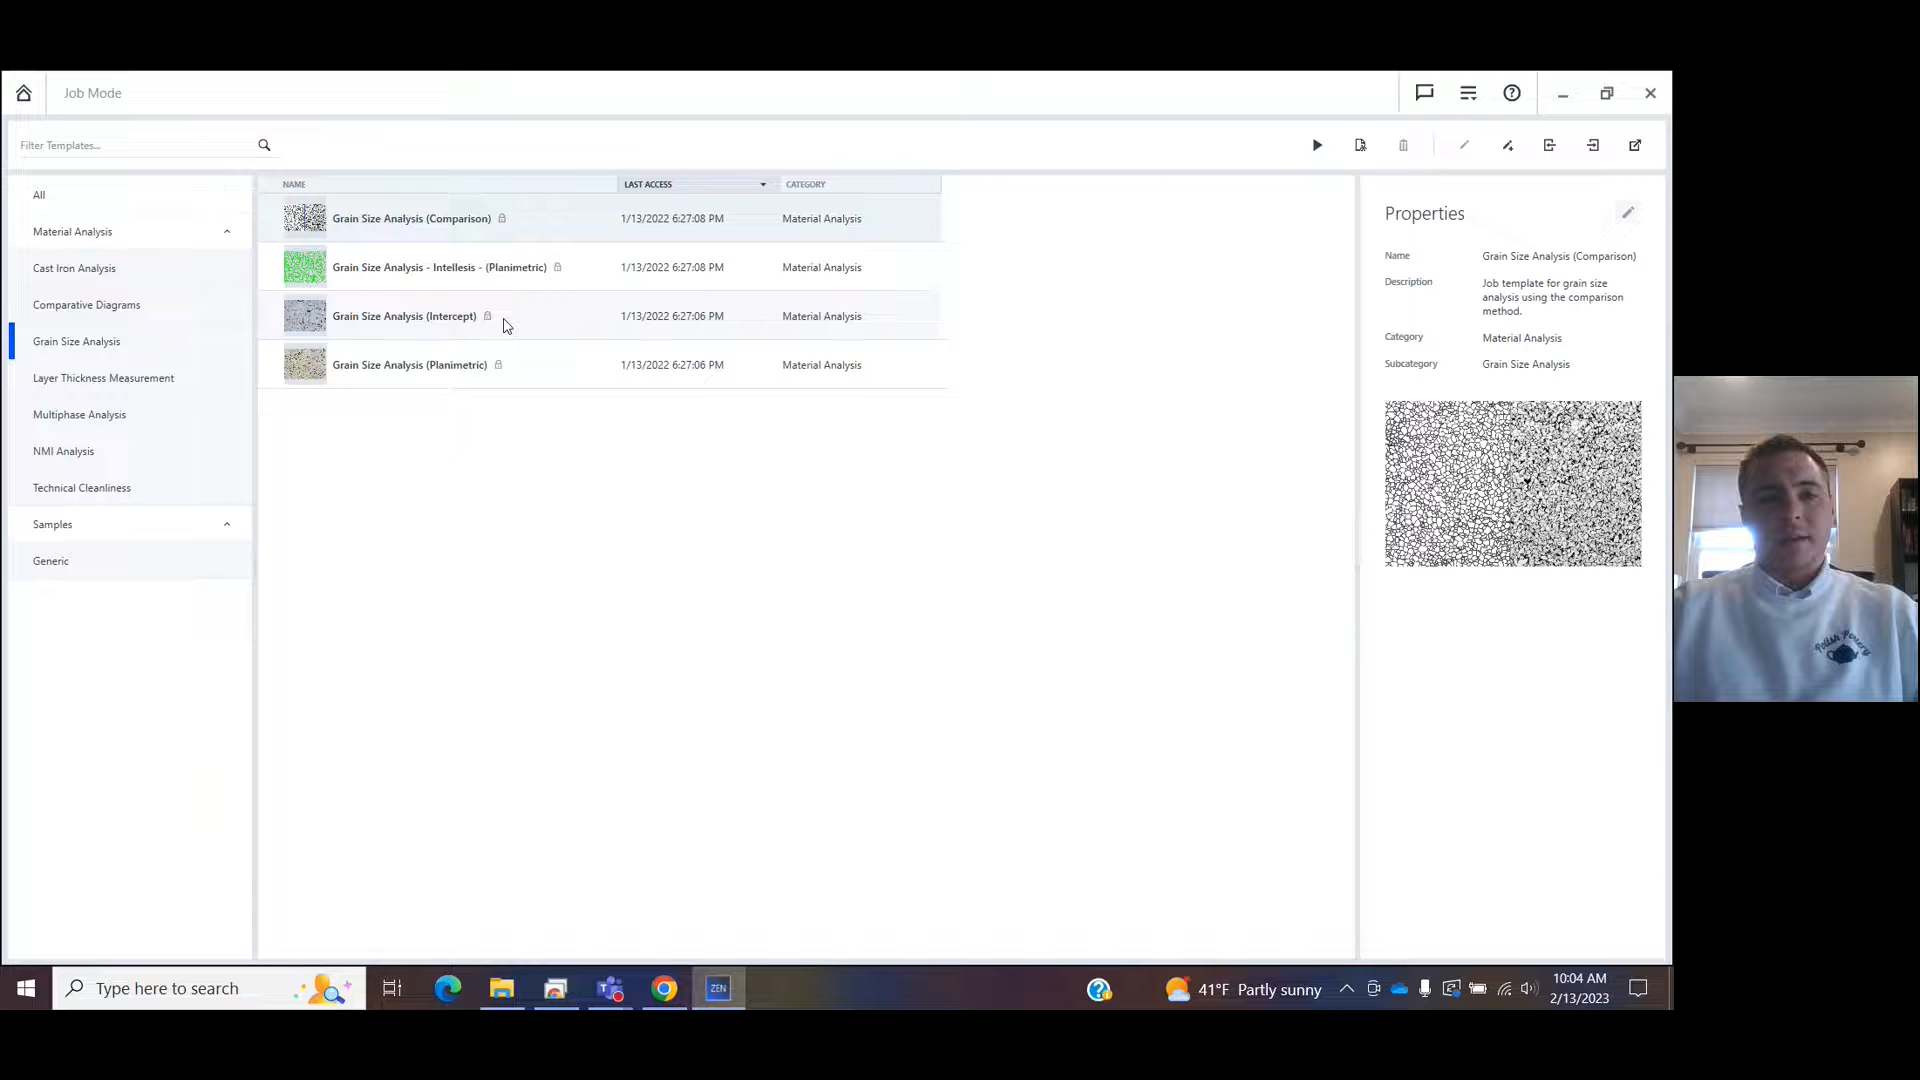 Job Mode
Filter Templates...
All
Material Analysis
Cast Iron Analysis
Comparative Diagrams
Grain Size Analysis
Layer Thickness Measurement
Multiphase Analysis
NMI Analysis
Technical Cleanliness
Samples
Generic
NAME LAST ACCESS CATEGORY
Grain Size Analysis (Comparison) 1/13/2022 6:27:08 PM Material Analysis
Grain Size Analysis - Intellesis - (Planimetric) 1/13/2022 6:27:08 PM Material Analysis
Grain Size Analysis (Intercept) 1/13/2022 6:27:06 PM Material Analysis
Grain Size Analysis (Planimetric) 1/13/2022 6:27:06 PM Material Analysis
Properties
Name Grain Size Analysis (Comparison)
Description Job template for grain size
analysis using the comparison
method.
Category Material Analysis
Subcategory Grain Size Analysis
Polish Pottery
Type here to search
ZEN
41°F Partly sunny
10:04 AM
2/13/2023